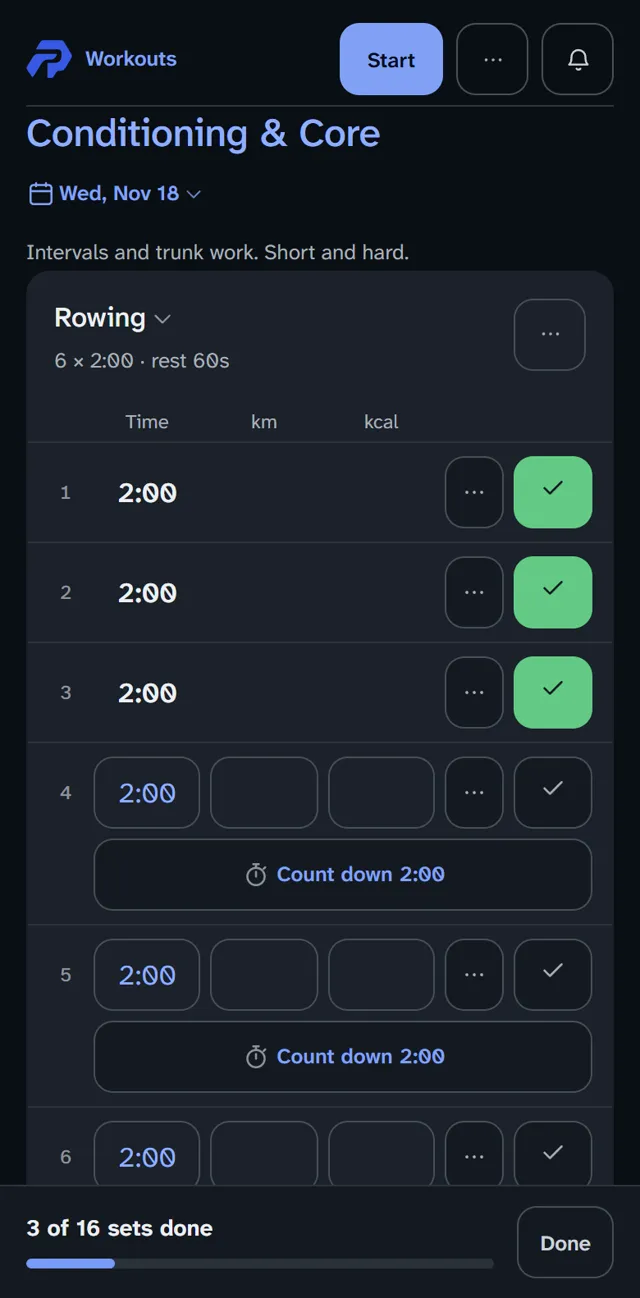 Workouts
Start
Conditioning & Core
Wed, Nov 18
Intervals and trunk work. Short and hard.
Rowing
6 × 2:00 · rest 60s
Time km kcal
1 2:00
2 2:00
3 2:00
4 2:00
Count down 2:00
5 2:00
Count down 2:00
6 2:00
3 of 16 sets done
Done